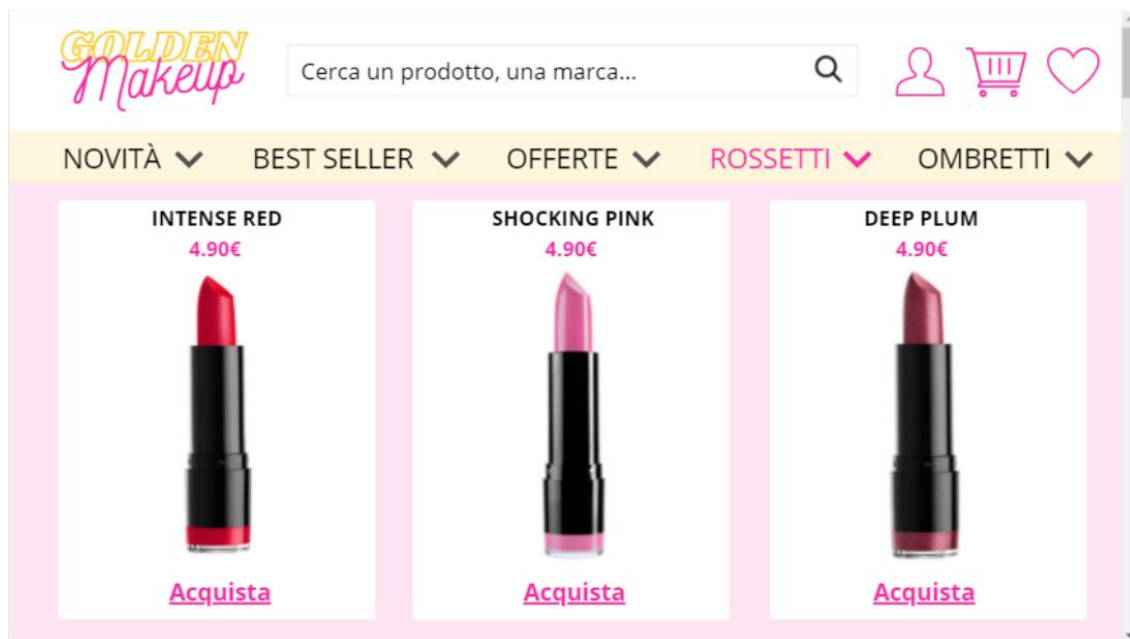 GOLDEN
Makeup
Cerca un prodotto, una marca...
NOVITÀ BEST SELLER OFFERTE ROSSETTI OMBRETTI
INTENSE RED
4.90€
Acquista
SHOCKING PINK
4.90€
Acquista
DEEP PLUM
4.90€
Acquista